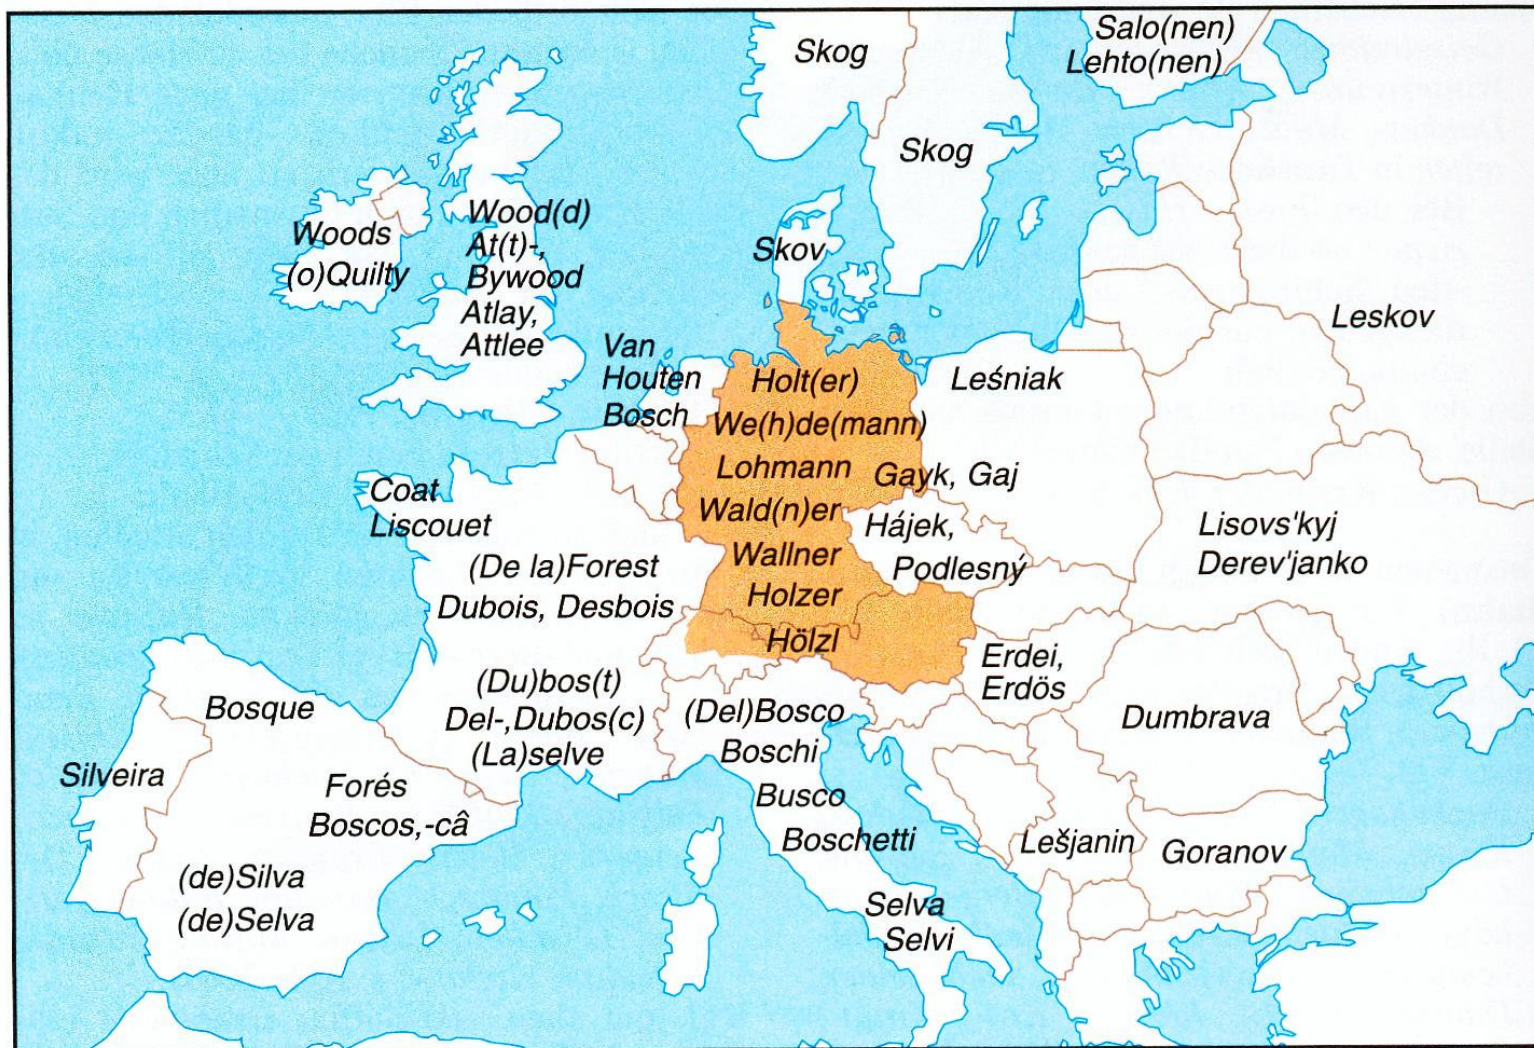 Skog
Salo(nen)
Lehto(nen)
Skog
Woods
(o)Quilty
Wood(d)
At(t)-,
Bywood
Atlay,
Attlee
Skov
Leskov
Van
Houten
Bosch
Holt(er)
We(h)de(mann)
Lohmann
Wald(n)er
Wallner
Holzer
Hölzl
Leśniak
Gayk, Gaj
Hájek,
Podlesný
Lisovs'kyj
Derev'janko
Coat
Liscouet
(De la)Forest
Dubois, Desbois
(Du)bos(t)
Del-,Dubos(c)
(La)selve
Erdei,
Erdös
Bosque
Silveira
Forés
Boscos,-câ
(de)Silva
(de)Selva
(Del)Bosco
Boschi
Busco
Boschetti
Selva
Selvi
Dumbrava
Lešjanin
Goranov